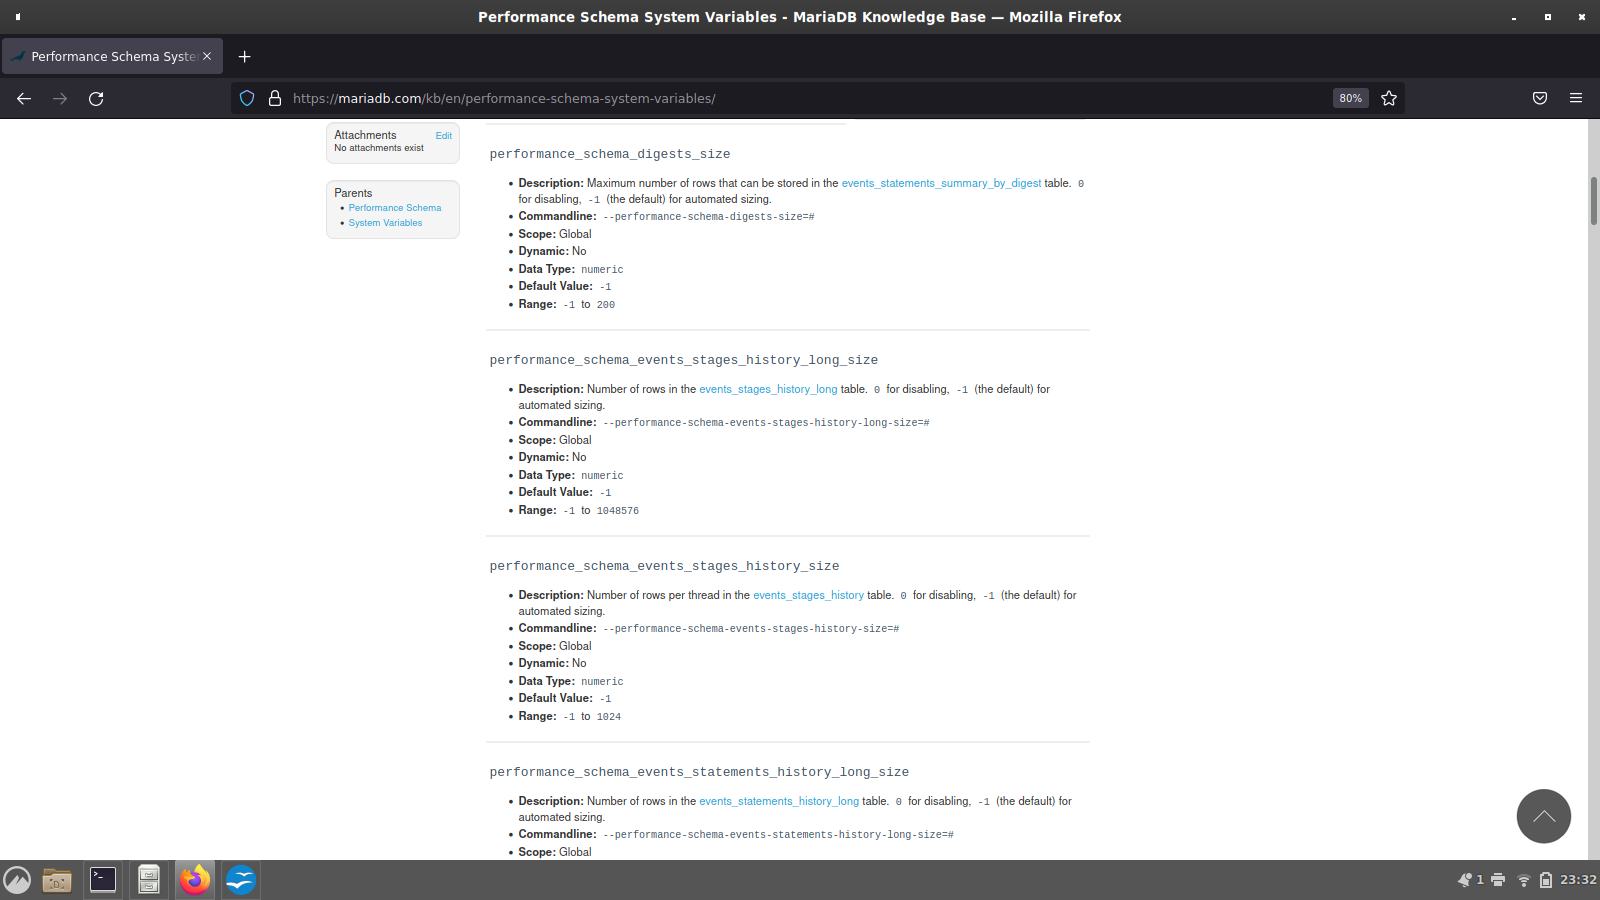 Performance Schema System Variables - MariaDB Knowledge Base — Mozilla Firefox
Performance Schema Syste
https://mariadb.com/kb/en/performance-schema-system-variables/
80%
Attachments Edit
No attachments exist
Parents
Performance Schema
System Variables
performance_schema_digests_size
Description: Maximum number of rows that can be stored in the events_statements_summary_by_digest table. 0
for disabling, -1 (the default) for automated sizing.
Commandline: --performance-schema-digests-size=#
Scope: Global
Dynamic: No
Data Type: numeric
Default Value: -1
Range: -1 to 200
performance_schema_events_stages_history_long_size
Description: Number of rows in the events_stages_history_long table. 0 for disabling, -1 (the default) for
automated sizing.
Commandline: --performance-schema-events-stages-history-long-size=#
Scope: Global
Dynamic: No
Data Type: numeric
Default Value: -1
Range: -1 to 1048576
performance_schema_events_stages_history_size
Description: Number of rows per thread in the events_stages_history table. 0 for disabling, -1 (the default) for
automated sizing.
Commandline: --performance-schema-events-stages-history-size=#
Scope: Global
Dynamic: No
Data Type: numeric
Default Value: -1
Range: -1 to 1024
performance_schema_events_statements_history_long_size
Description: Number of rows in the events_statements_history_long table. 0 for disabling, -1 (the default) for
automated sizing.
Commandline: --performance-schema-events-statements-history-long-size=#
Scope: Global
1
23:32